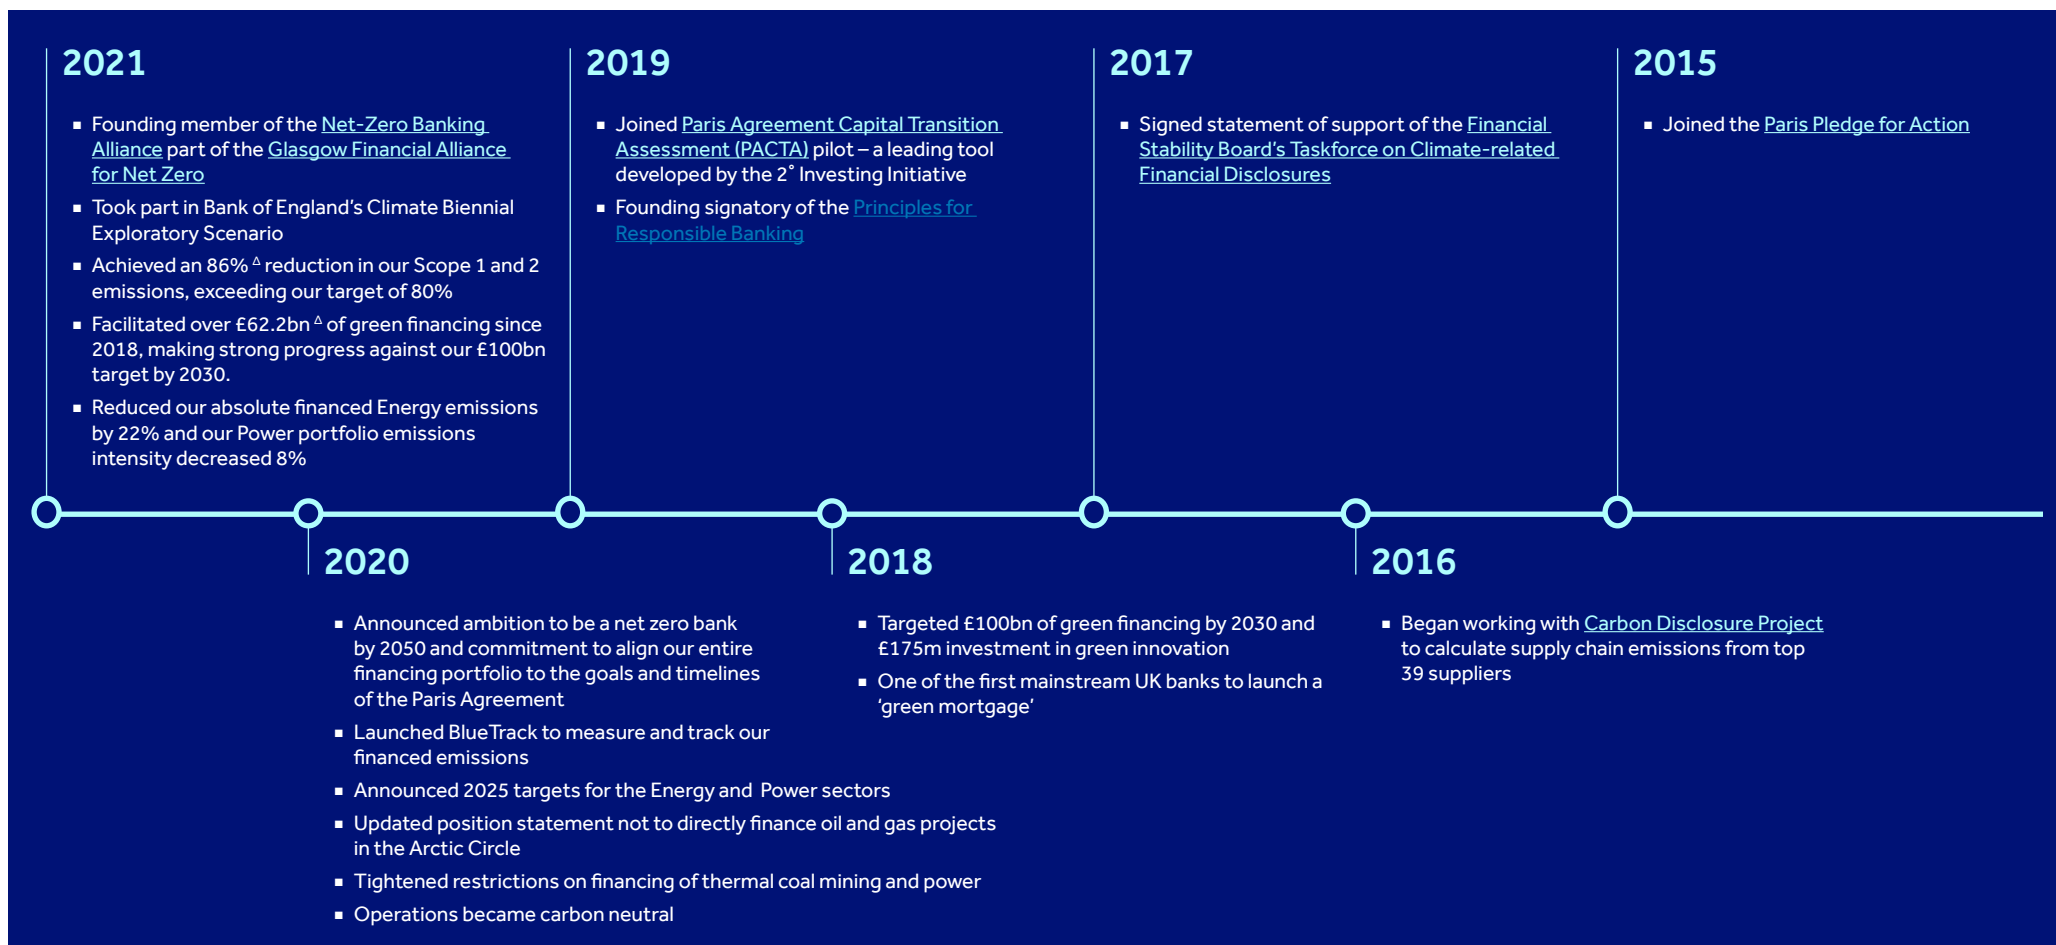 2021
▪ Founding member of the Net-Zero Banking
Alliance part of the Glasgow Financial Alliance
for Net Zero
▪ Took part in Bank of England’s Climate Biennial
Exploratory Scenario
▪ Achieved an 86% Δ reduction in our Scope 1 and 2
emissions, exceeding our target of 80%
▪ Facilitated over £62.2bn Δ of green financing since
2018, making strong progress against our £100bn
target by 2030.
▪ Reduced our absolute financed Energy emissions
by 22% and our Power portfolio emissions
intensity decreased 8%
2019
▪ Joined Paris Agreement Capital Transition
Assessment (PACTA) pilot – a leading tool
developed by the 2° Investing Initiative
▪ Founding signatory of the Principles for
Responsible Banking
2017
▪ Signed statement of support of the Financial
Stability Board’s Taskforce on Climate-related
Financial Disclosures
2015
▪ Joined the Paris Pledge for Action
2020
▪ Announced ambition to be a net zero bank
by 2050 and commitment to align our entire
financing portfolio to the goals and timelines
of the Paris Agreement
▪ Launched BlueTrack to measure and track our
financed emissions
▪ Announced 2025 targets for the Energy and Power sectors
▪ Updated position statement not to directly finance oil and gas projects
in the Arctic Circle
▪ Tightened restrictions on financing of thermal coal mining and power
▪ Operations became carbon neutral
2018
▪ Targeted £100bn of green financing by 2030 and
£175m investment in green innovation
▪ One of the first mainstream UK banks to launch a
‘green mortgage’
2016
▪ Began working with Carbon Disclosure Project
to calculate supply chain emissions from top
39 suppliers